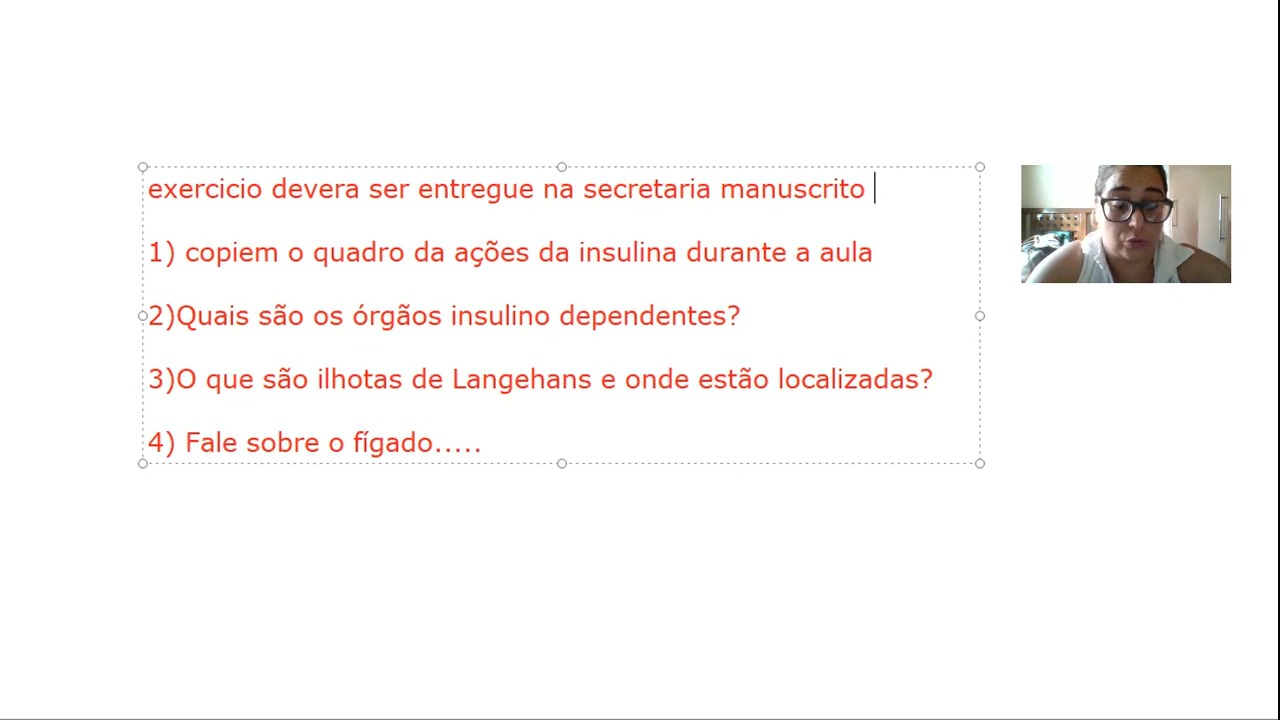 exercicio devera ser entregue na secretaria manuscrito
1) copiem o quadro da ações da insulina durante a aula
2)Quais são os órgãos insulino dependentes?
3)O que são ilhotas de Langehans e onde estão localizadas?
4) Fale sobre o fígado.....